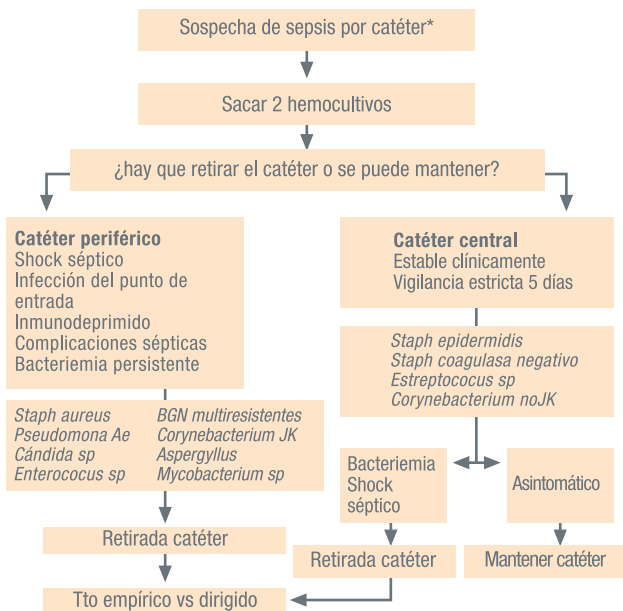 Sospecha de sepsis por catéter*
Sacar 2 hemocultivos
¿hay que retirar el catéter o se puede mantener?
Catéter periférico
Shock séptico
Infección del punto de
entrada
Inmunodeprimido
Complicaciones sépticas
Bacteriemia persistente
Catéter central
Estable clínicamente
Vigilancia estricta 5 días
Staph epidermidis
Staph coagulasa negativo
Estreptococus sp
Corynebacterium noJK
Staph aureus
Pseudomona Ae
Cándida sp
Enterococus sp
BGN multiresistentes
Corynebacterium JK
Aspergyllus
Mycobacterium sp
Bacteriemia
Shock
séptico
Asintomático
Retirada catéter
Retirada catéter
Mantener catéter
Tto empírico vs dirigido